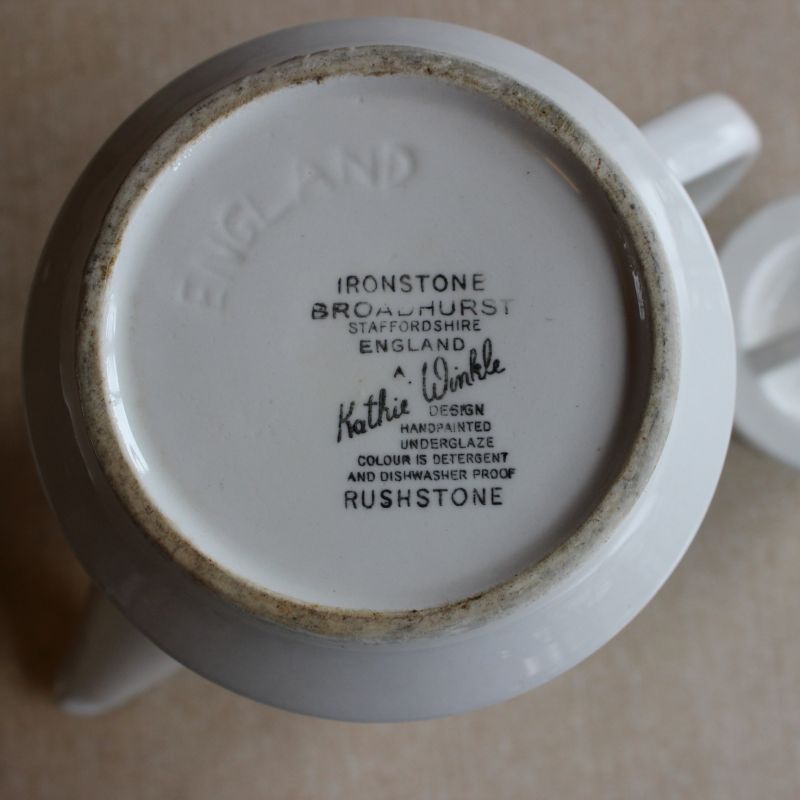 ENGLAND
IRONSTONE
BROADHURST
STAFFORDSHIRE
ENGLAND
A
Kathie Winkle
DESIGN
HANDPAINTED
UNDERGLAZE
COLOUR IS DETERGENT
AND DISHWASHER PROOF
RUSHSTONE